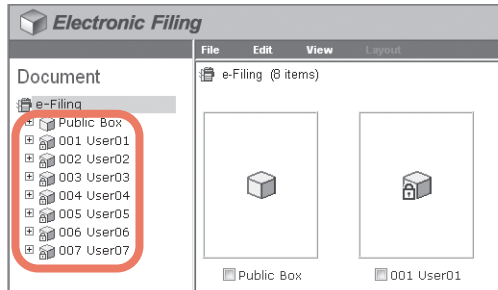 Electronic Filing
File Edit View Layout
Document
e-Filing
Public Box
001 User01
002 User02
003 User03
004 User04
005 User05
006 User06
007 User07
e-Filing (8 items)
Public Box
001 User01